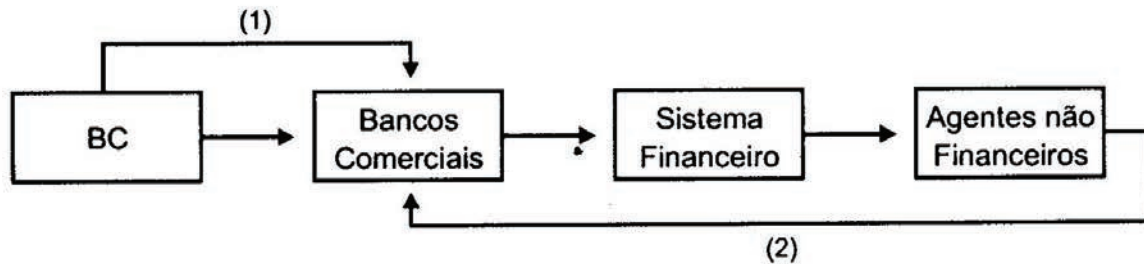 (1)
BC
Bancos
Comerciais
Sistema
Financeiro
Agentes não
Financeiros
(2)